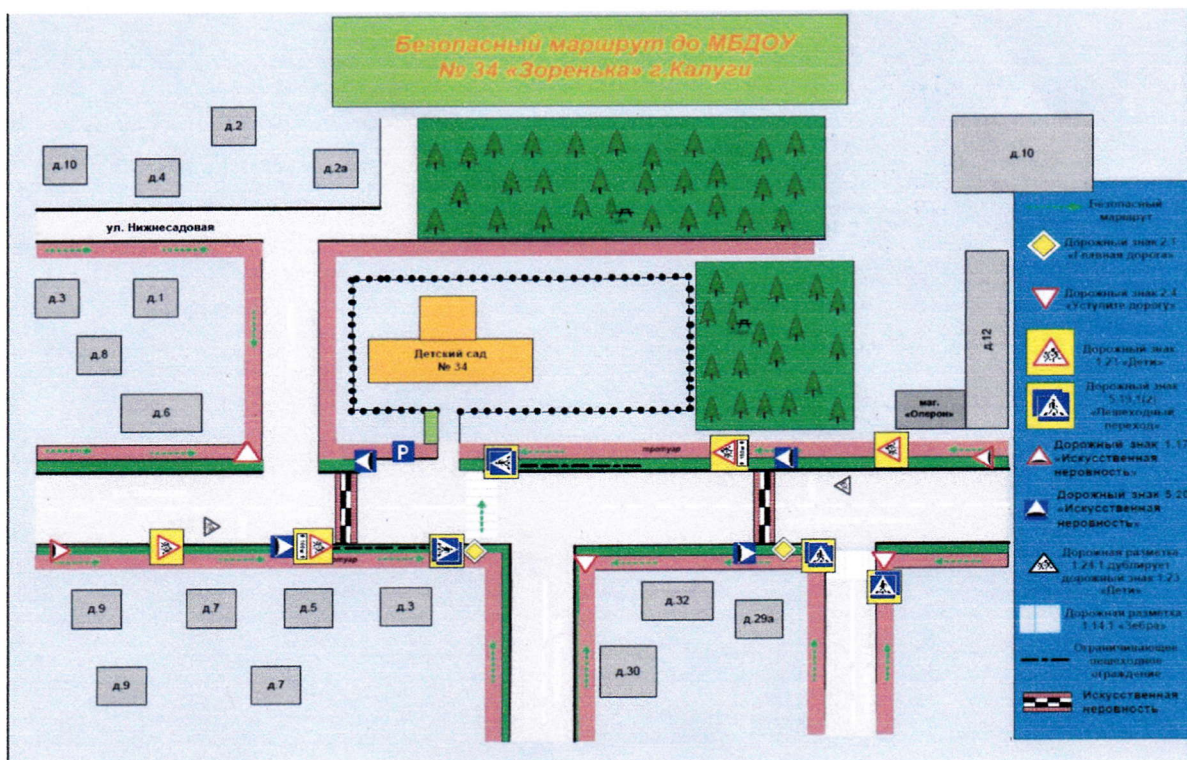 Безопасный маршрут до МБДОУ
№ 34 «Зоренька» г.Калуги
д.2
д.10
д.4
д.2а
д.10
ул. Нижнесадовая
д.3
д.1
д.8
д.6
Детский сад
№ 34
д.12
маг.
«Оперон»
P
тротуар
тротуар
д.9
д.7
д.5
д.3
д.32
д.29а
д.9
д.7
д.30
Безопасный
маршрут
Дорожный знак 2.1
«Главная дорога»
Дорожный знак 2.4
«Уступите дорогу»
Дорожный знак
«Дети»
Дорожный знак
5.19.1(2)
«Пешеходный
переход»
Дорожный знак 1.17
«Искусственная
неровность»
Дорожный знак 5.20
«Искусственная
неровность»
Дорожная разметка
1.24.1 дублирует
дорожный знак 1.23
«Дети»
Дорожная разметка
1.14.1 «Зебра»
Ограничивающее
пешеходное
ограждение
Искусственная
неровность